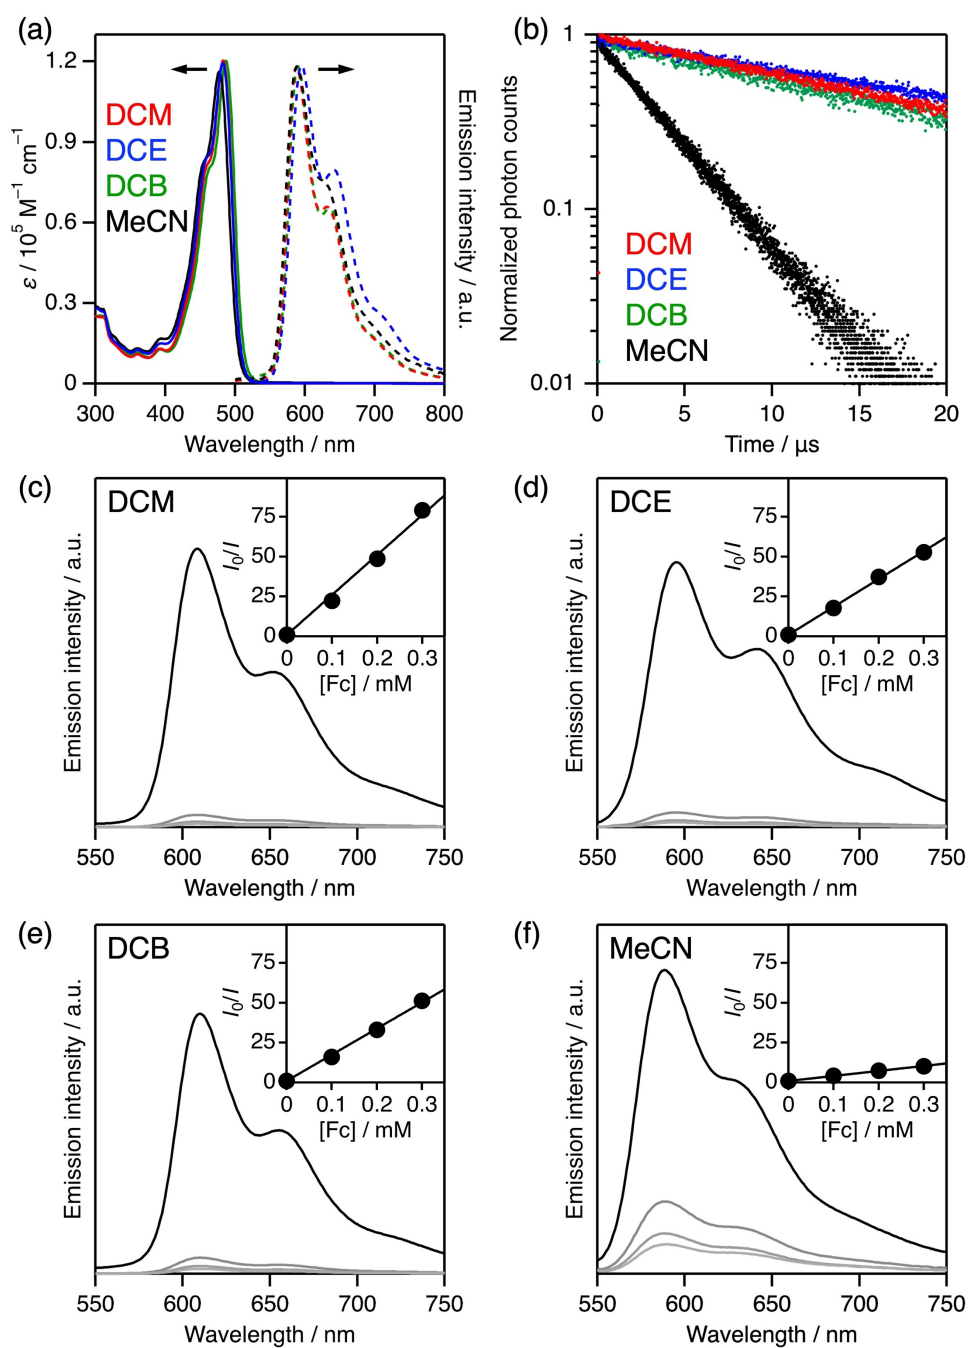 (a)
1.2
0.9
0.6
0.3
0
ε / 10⁵ M⁻¹ cm⁻¹
DCM
DCE
DCB
MeCN
Emission intensity / a.u.
300 400 500 600 700 800
Wavelength / nm
(b)
1
0.1
0.01
Normalized photon counts
DCM
DCE
DCB
MeCN
0 5 10 15 20
Time / μs
(c)
DCM
Emission intensity / a.u.
75
50
25
0
I₀/I
0 0.1 0.2 0.3
[Fc] / mM
550 600 650 700 750
Wavelength / nm
(d)
DCE
Emission intensity / a.u.
75
50
25
0
I₀/I
0 0.1 0.2 0.3
[Fc] / mM
550 600 650 700 750
Wavelength / nm
(e)
DCB
Emission intensity / a.u.
75
50
25
0
I₀/I
0 0.1 0.2 0.3
[Fc] / mM
550 600 650 700 750
Wavelength / nm
(f)
MeCN
Emission intensity / a.u.
75
50
25
0
I₀/I
0 0.1 0.2 0.3
[Fc] / mM
550 600 650 700 750
Wavelength / nm